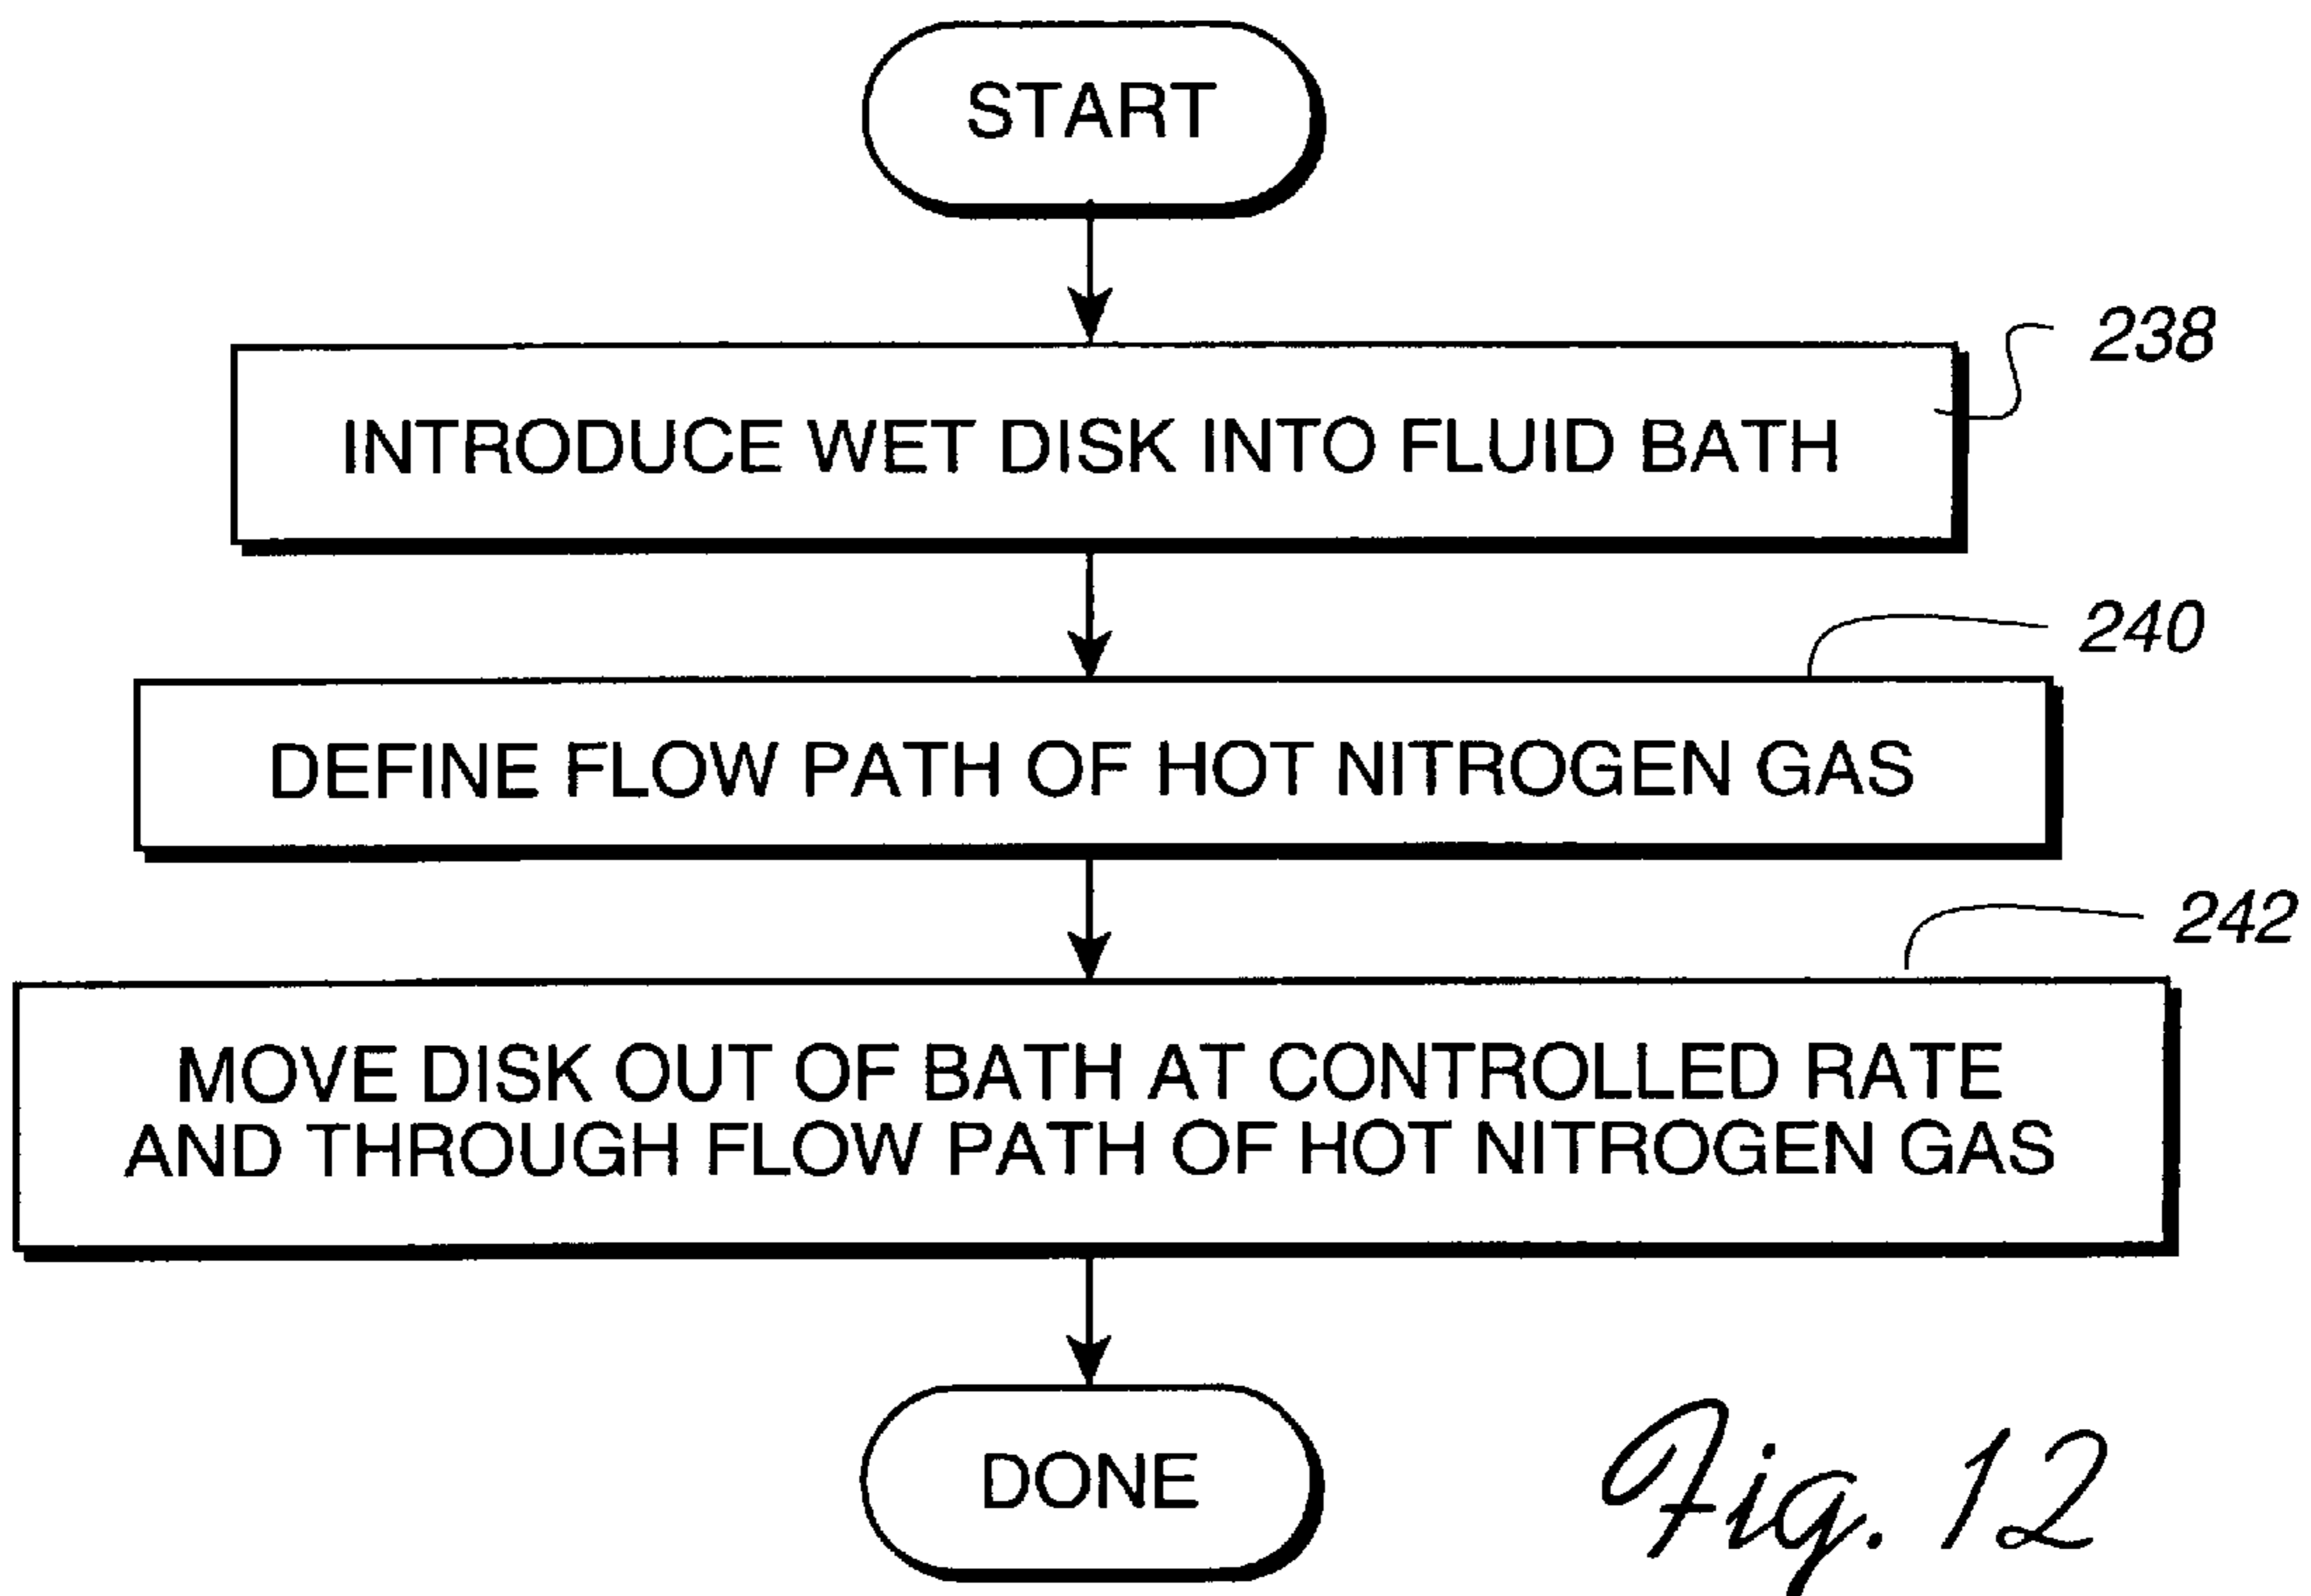 START
238
INTRODUCE WET DISK INTO FLUID BATH
240
DEFINE FLOW PATH OF HOT NITROGEN GAS
242
MOVE DISK OUT OF BATH AT CONTROLLED RATE
AND THROUGH FLOW PATH OF HOT NITROGEN GAS
DONE
Fig. 12